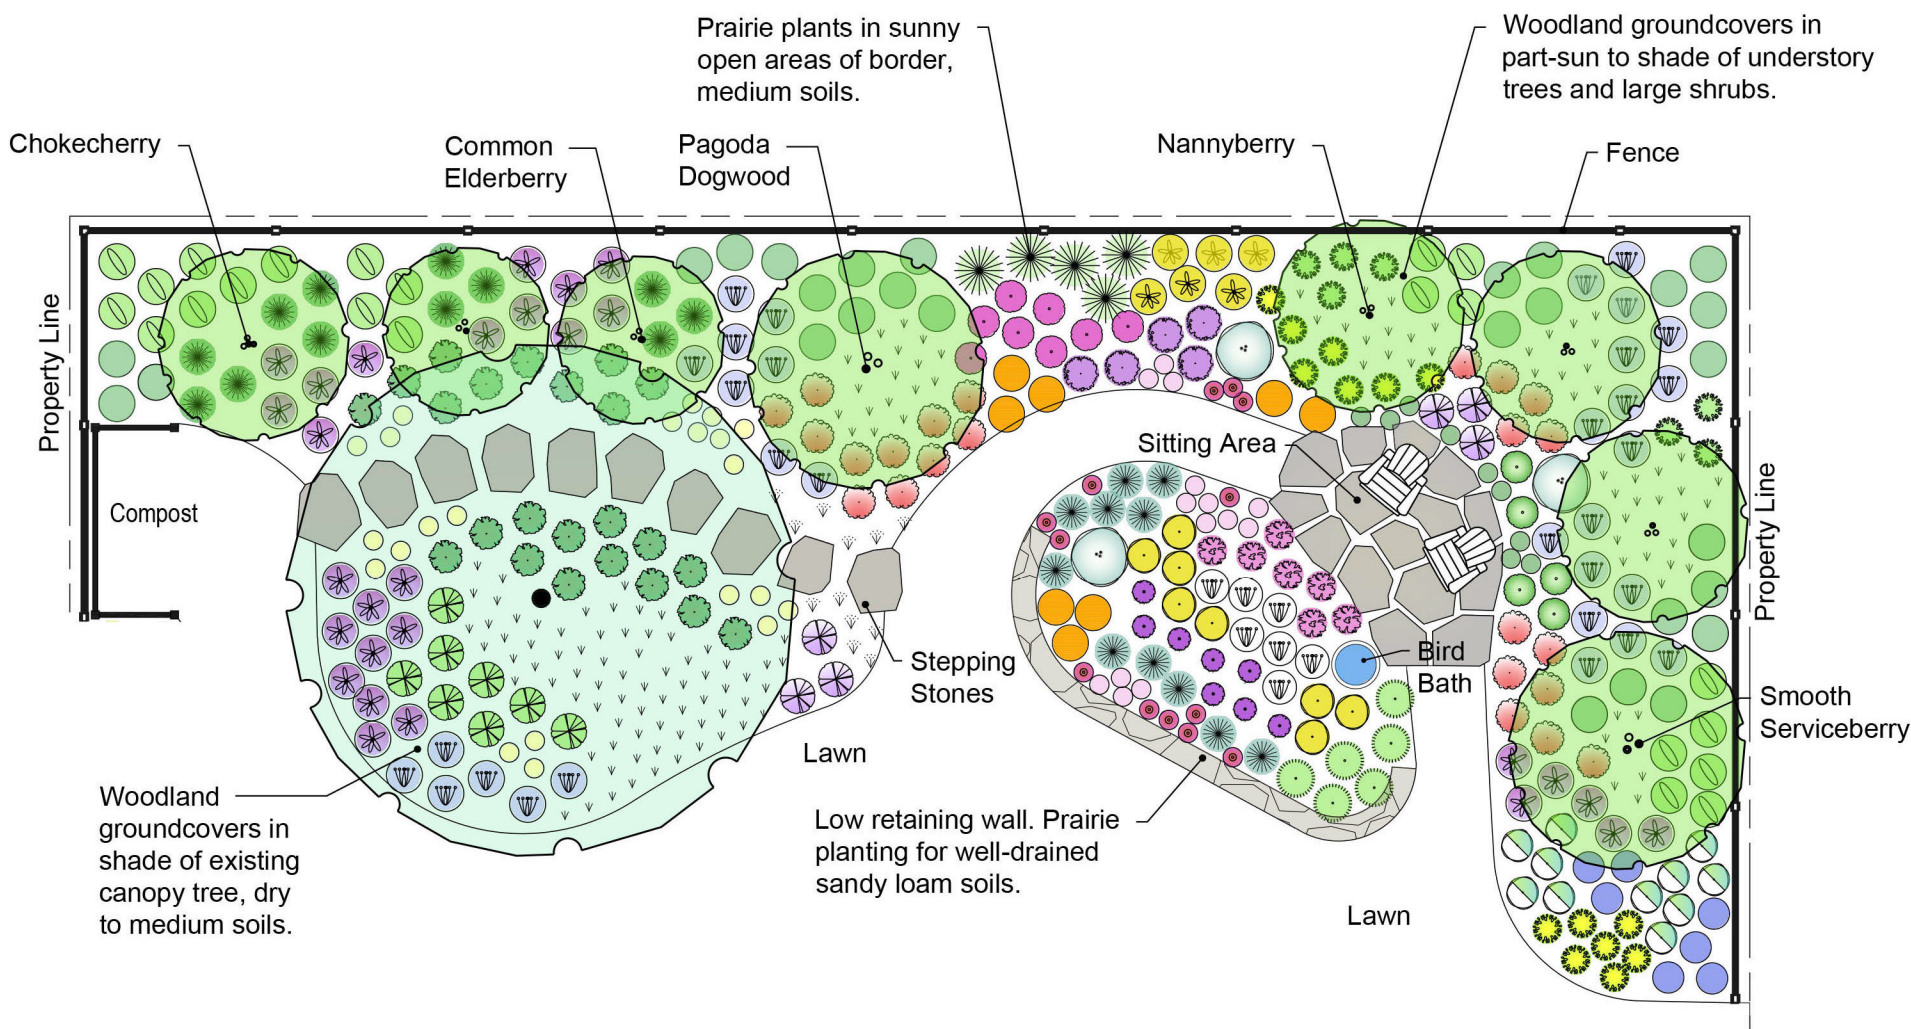 Prairie plants in sunny
open areas of border,
medium soils.
Woodland groundcovers in
part-sun to shade of understory
trees and large shrubs.
Chokecherry
Common
Elderberry
Pagoda
Dogwood
Nannyberry
Fence
Property Line
Compost
Sitting Area
Property Line
Stepping
Stones
Bird
Bath
Smooth
Serviceberry
Lawn
Woodland
groundcovers in
shade of existing
canopy tree, dry
to medium soils.
Low retaining wall. Prairie
planting for well-drained
sandy loam soils.
Lawn